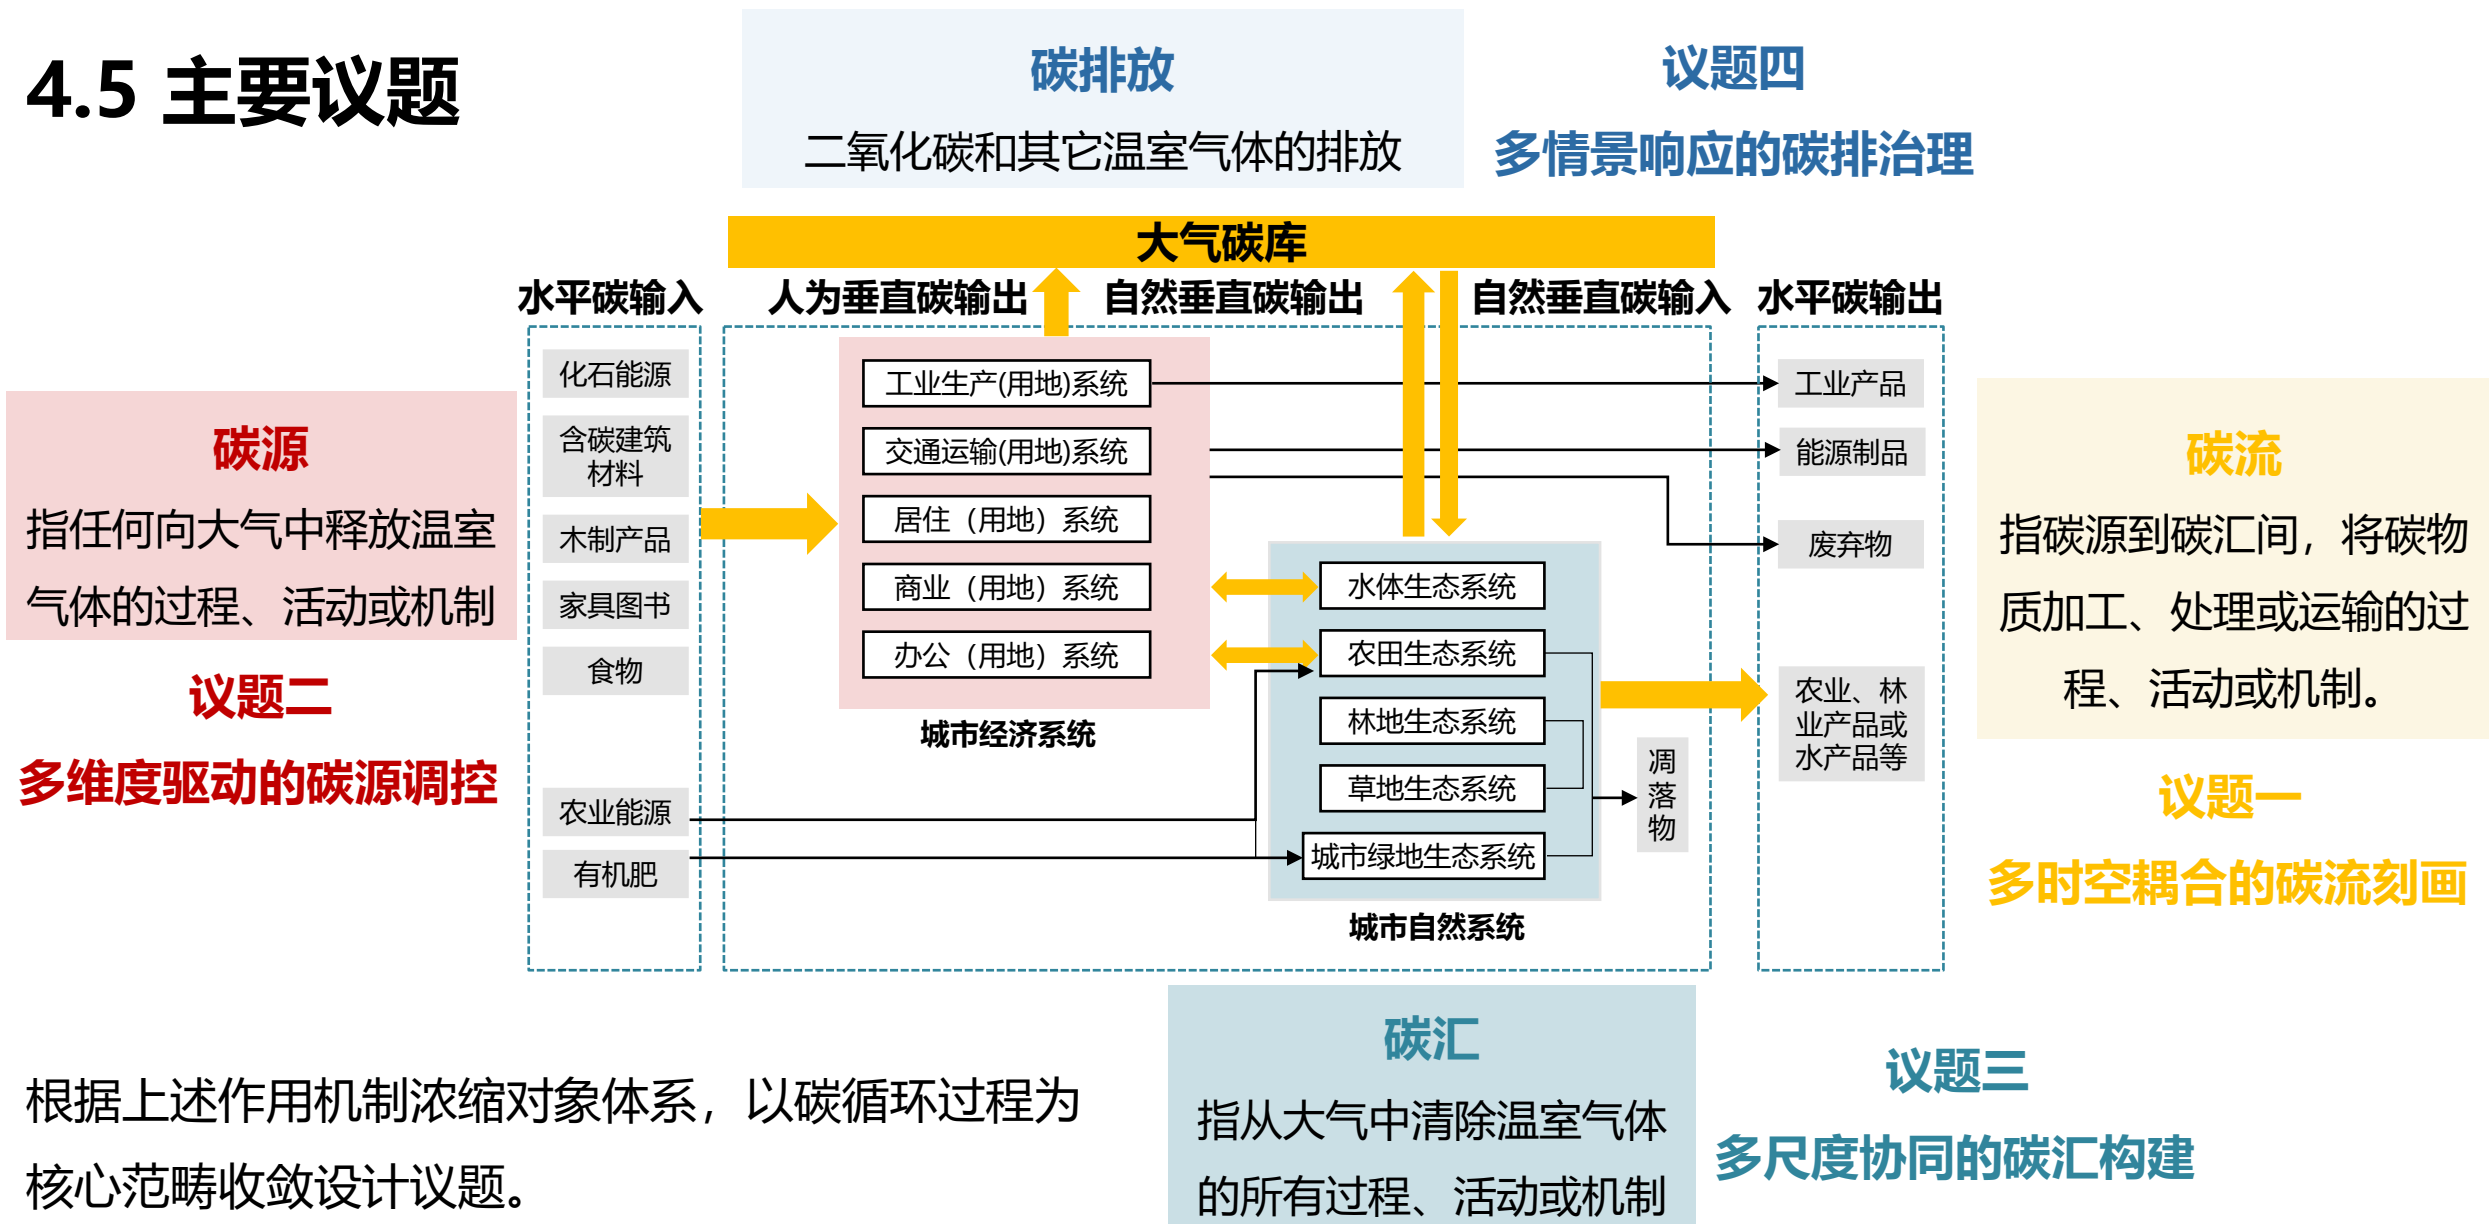 4.5 主要议题
碳排放
二氧化碳和其它温室气体的排放
议题四
多情景响应的碳排治理
大气碳库
水平碳输入
人为垂直碳输出
自然垂直碳输出
自然垂直碳输入
水平碳输出
碳源
指任何向大气中释放温室
气体的过程、活动或机制
议题二
多维度驱动的碳源调控
化石能源
含碳建筑
材料
木制产品
家具图书
食物
农业能源
有机肥
工业生产(用地)系统
交通运输(用地)系统
居住（用地）系统
商业（用地）系统
办公（用地）系统
城市经济系统
水体生态系统
农田生态系统
林地生态系统
草地生态系统
城市绿地生态系统
城市自然系统
凋
落
物
工业产品
能源制品
废弃物
农业、林
业产品或
水产品等
碳流
指碳源到碳汇间，将碳物
质加工、处理或运输的过
程、活动或机制。
议题一
多时空耦合的碳流刻画
碳汇
指从大气中清除温室气体
的所有过程、活动或机制
议题三
多尺度协同的碳汇构建
根据上述作用机制浓缩对象体系，以碳循环过程为
核心范畴收敛设计议题。